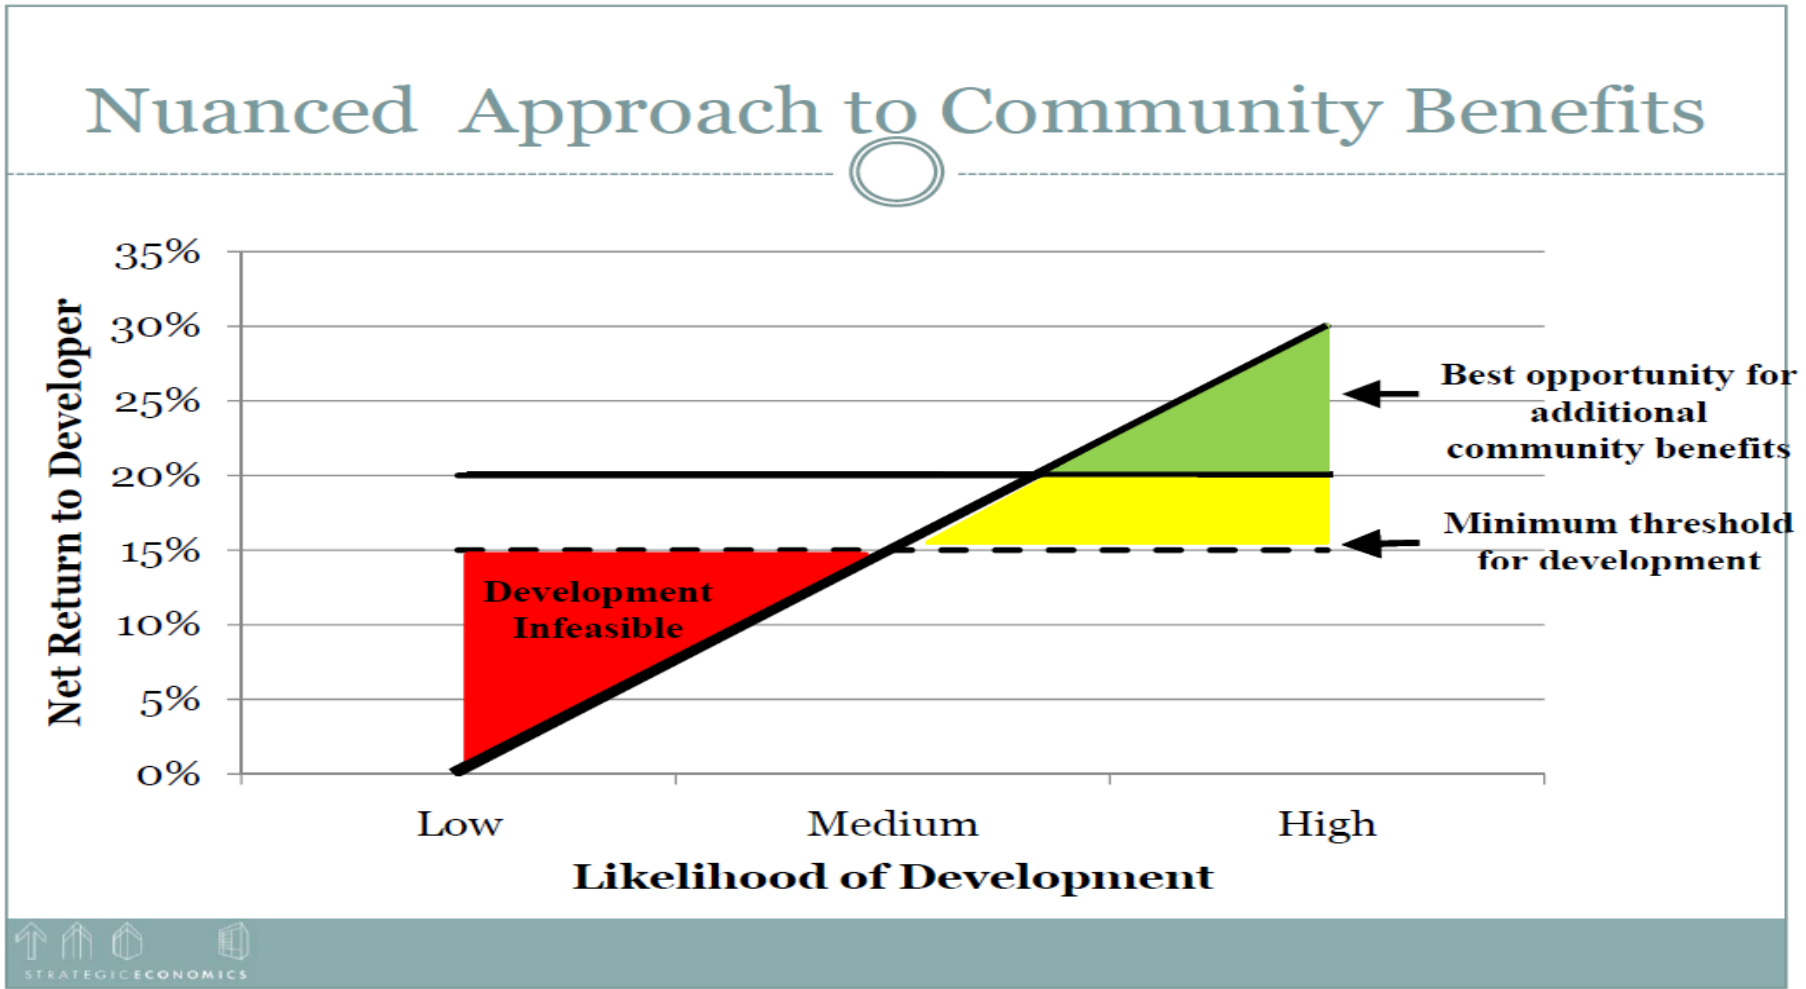 Nuanced Approach to Community Benefits
35%
30%
25%
20%
15%
10%
5%
0%
Net Return to Developer
Best opportunity for
additional
community benefits
Minimum threshold
for development
Development
Infeasible
Low Medium High
Likelihood of Development
STRATEGICECONOMICS